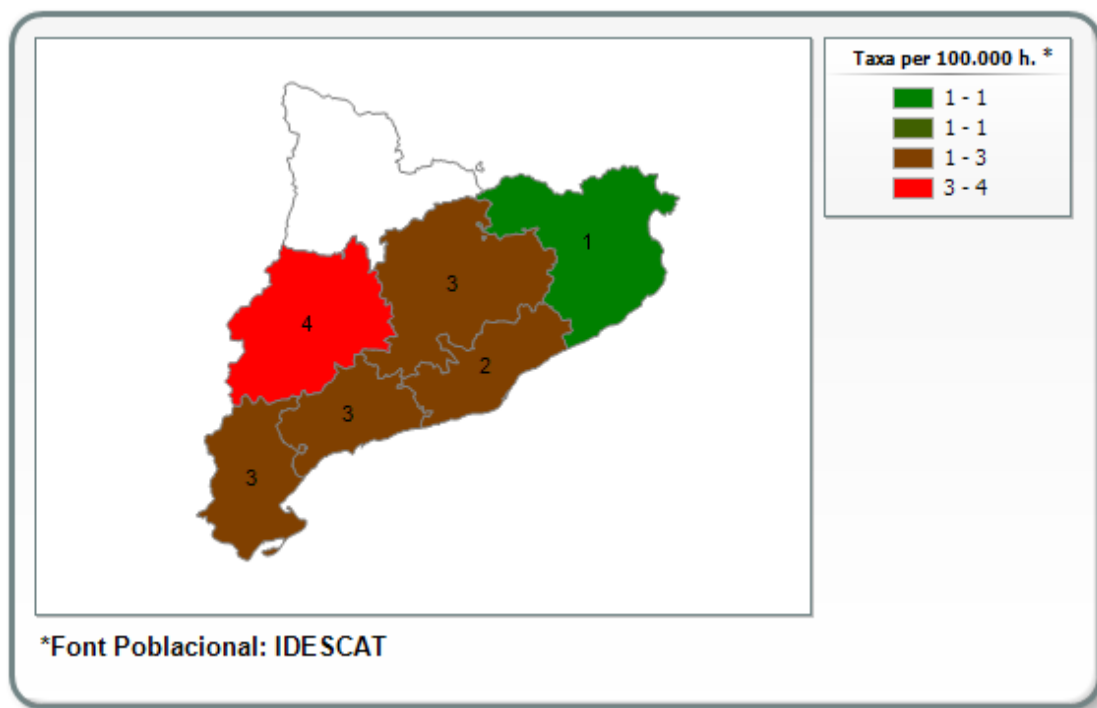 Taxa per 100.000 h. *
1 - 1
1 - 1
1 - 3
3 - 4
1
3
4
2
3
3
*Font Poblacional: IDESCAT